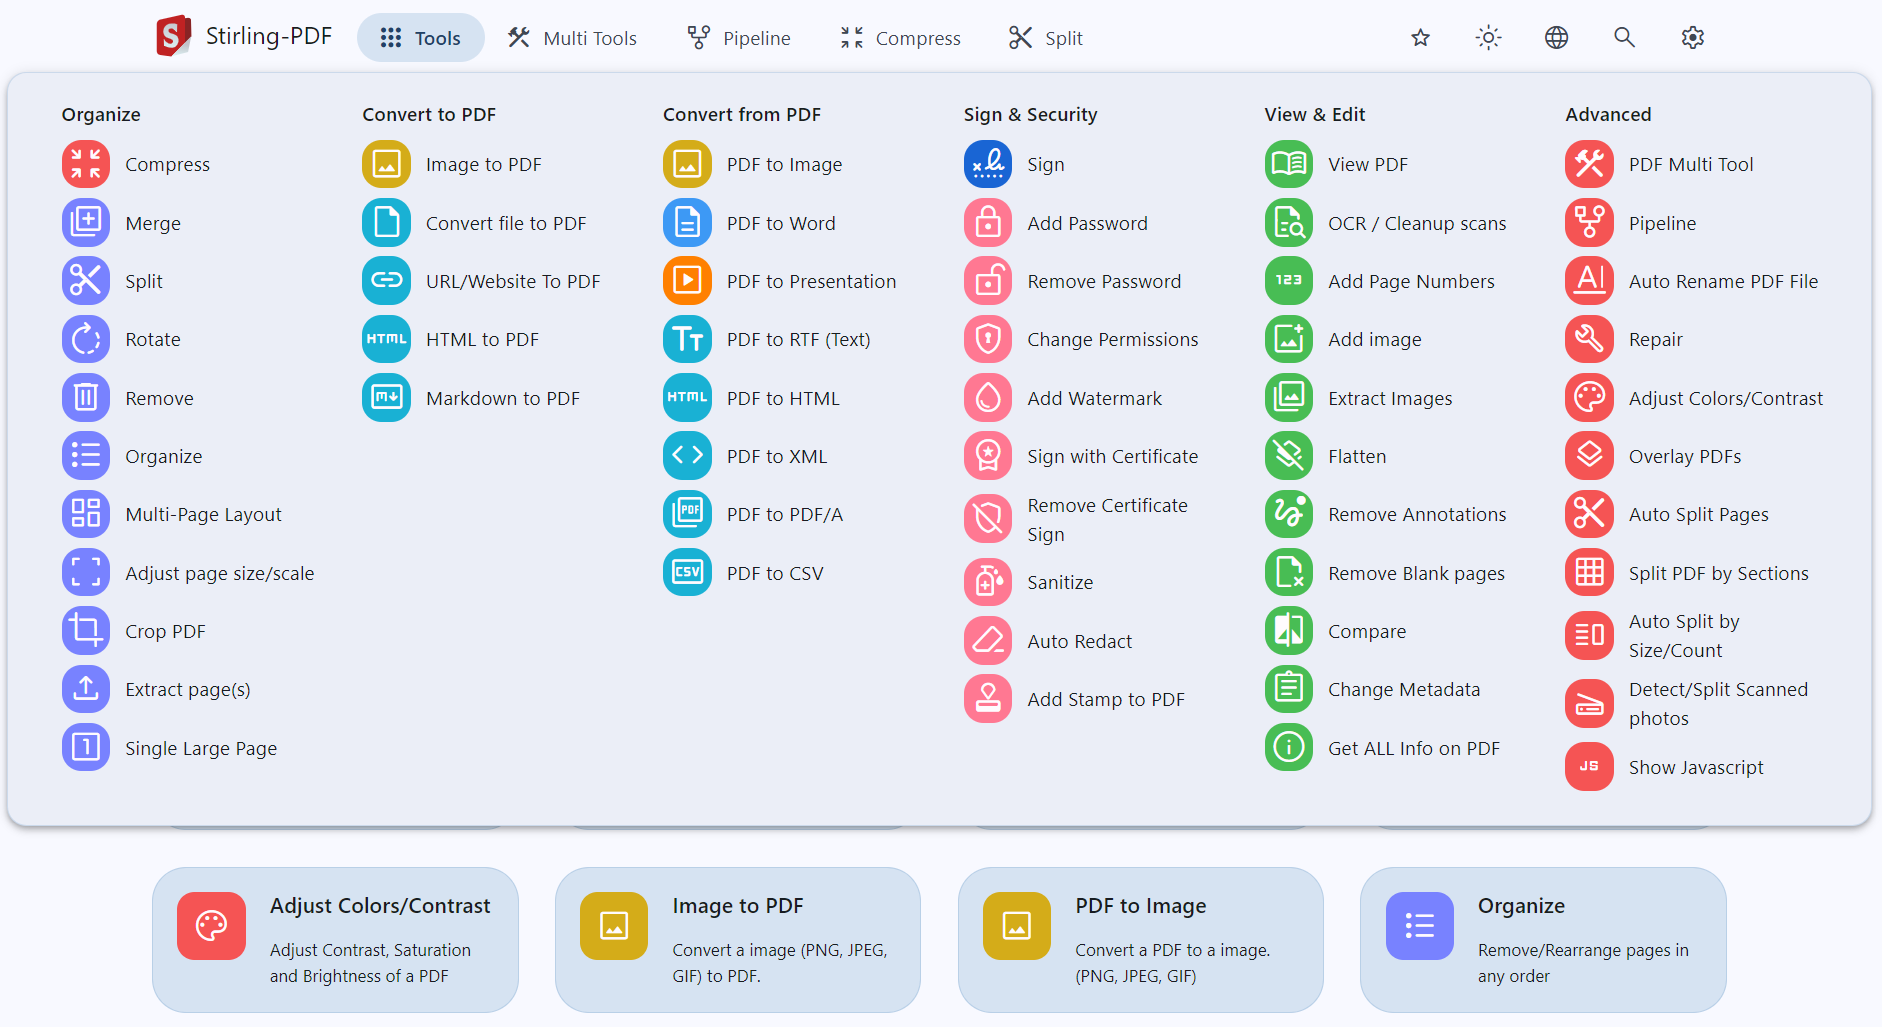 Stirling-PDF
Tools
Multi Tools
Pipeline
Compress
Split
Organize
Compress
Merge
Split
Rotate
Remove
Organize
Multi-Page Layout
Adjust page size/scale
Crop PDF
Extract page(s)
1
Single Large Page
Convert to PDF
Image to PDF
Convert file to PDF
URL/Website To PDF
HTML
HTML to PDF
Markdown to PDF
Convert from PDF
PDF to Image
PDF to Word
PDF to Presentation
PDF to RTF (Text)
HTML
PDF to HTML
PDF to XML
PDF
PDF to PDF/A
CSV
PDF to CSV
Sign & Security
Sign
Add Password
Remove Password
Change Permissions
Add Watermark
Sign with Certificate
Remove Certificate
Sign
Sanitize
Auto Redact
Add Stamp to PDF
View & Edit
View PDF
OCR / Cleanup scans
123
Add Page Numbers
Add image
Extract Images
Flatten
Remove Annotations
Remove Blank pages
Compare
Change Metadata
Get ALL Info on PDF
Advanced
PDF Multi Tool
Pipeline
Auto Rename PDF File
Repair
Adjust Colors/Contrast
Overlay PDFs
Auto Split Pages
Split PDF by Sections
Auto Split by
Size/Count
Detect/Split Scanned
photos
JS
Show Javascript
Adjust Colors/Contrast
Adjust Contrast, Saturation
and Brightness of a PDF
Image to PDF
Convert a image (PNG, JPEG,
GIF) to PDF.
PDF to Image
Convert a PDF to a image.
(PNG, JPEG, GIF)
Organize
Remove/Rearrange pages in
any order